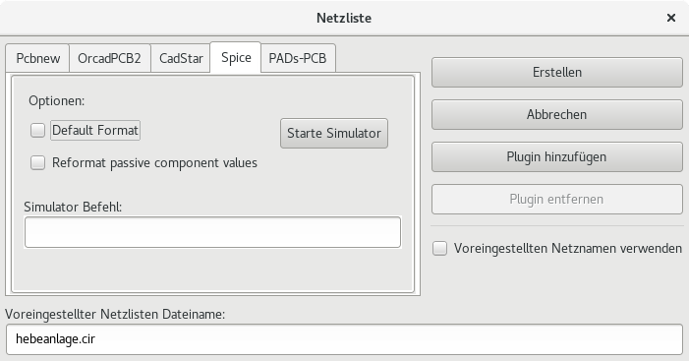 Netzliste
Pcbnew OrcadPCB2 CadStar Spice PADs-PCB
Optionen:
Default Format
Starte Simulator
Reformat passive component values
Simulator Befehl:
Erstellen
Abbrechen
Plugin hinzufügen
Plugin entfernen
Voreingestellten Netznamen verwenden
Voreingestellter Netzlisten Dateiname:
hebeanlage.cir